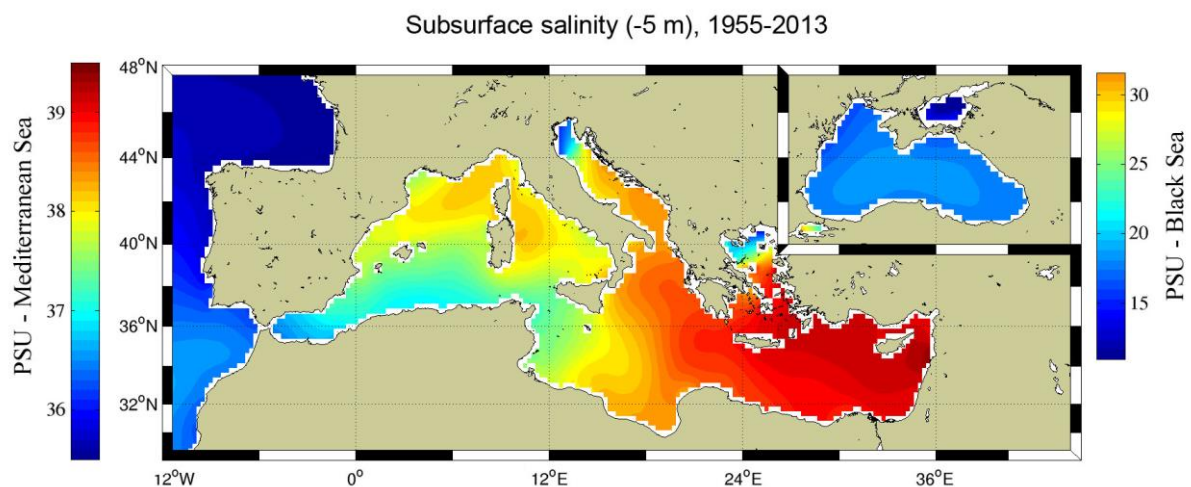 Subsurface salinity (-5 m), 1955-2013
PSU - Mediterranean Sea
39
38
37
36
48°N
44°N
40°N
36°N
32°N
12°W
0°
12°E
24°E
36°E
30
25
20
15
PSU - Black Sea